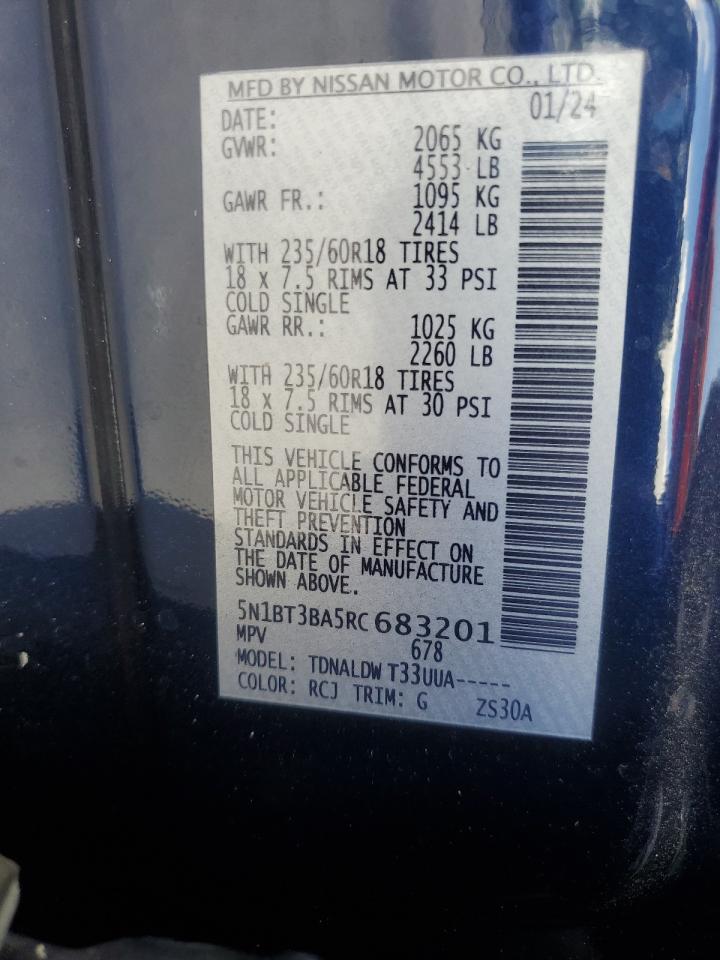 MFD BY NISSAN MOTOR CO., LTD.
DATE: 01/24
GVWR: 2065 KG
4553 LB
GAWR FR.: 1095 KG
2414 LB
WITH 235/60R18 TIRES
18 x 7.5 RIMS AT 33 PSI
COLD SINGLE
GAWR RR.: 1025 KG
2260 LB
WITH 235/60R18 TIRES
18 x 7.5 RIMS AT 30 PSI
COLD SINGLE
THIS VEHICLE CONFORMS TO
ALL APPLICABLE FEDERAL
MOTOR VEHICLE SAFETY AND
THEFT PREVENTION
STANDARDS IN EFFECT ON
THE DATE OF MANUFACTURE
SHOWN ABOVE.
5N1BT3BA5RC683201
MPV 678
MODEL: TDNALDW T33UUA-----
COLOR: RCJ TRIM: G ZS30A